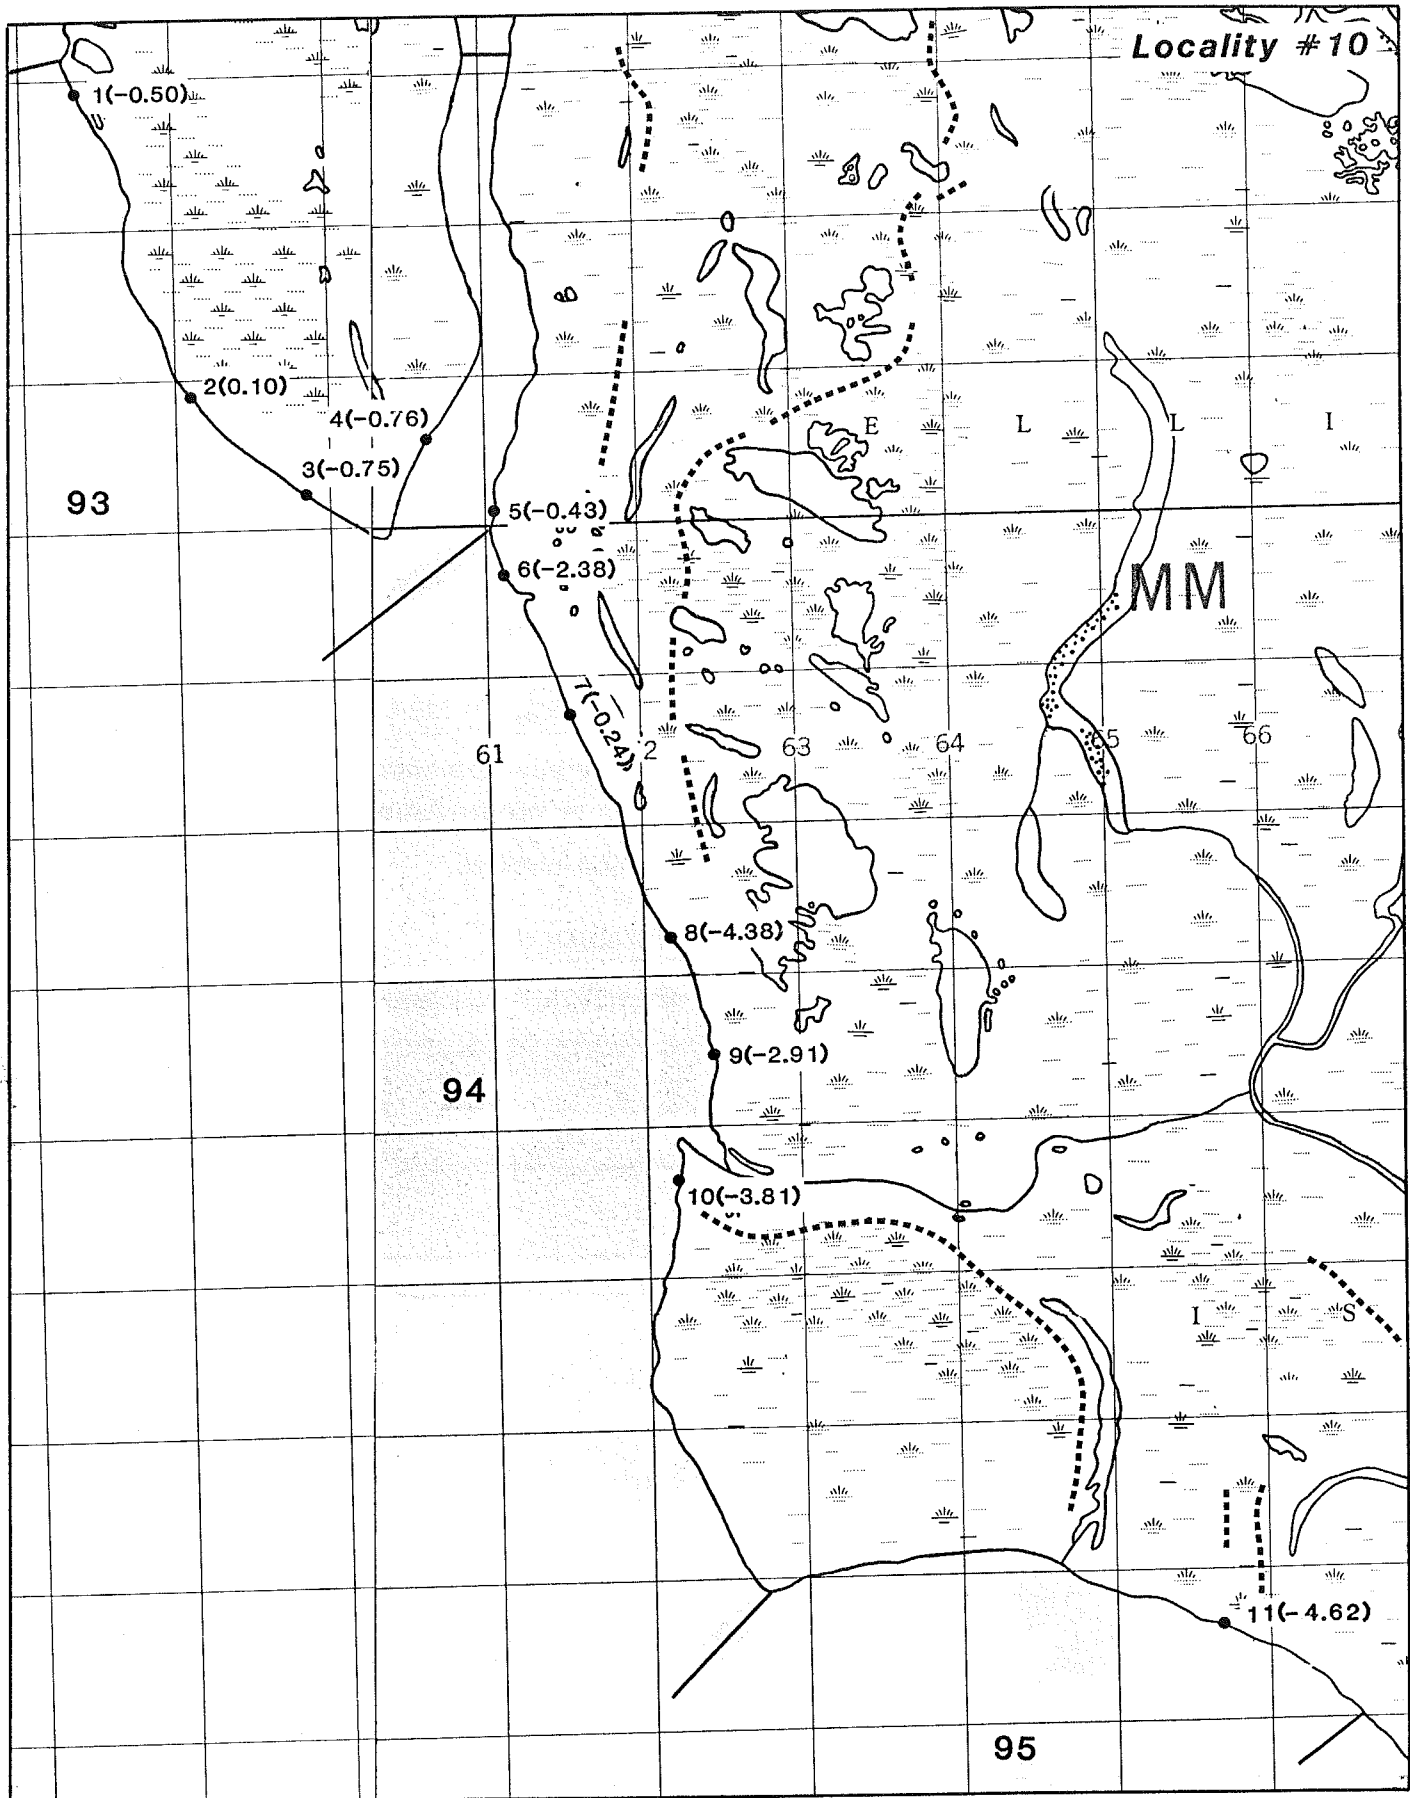 Locality #10
1(-0.50)
2(0.10)
4(-0.76)
E L L I
3(-0.75)
93
5(-0.43)
6(-2.38)
MM
7(-0.24)
61 2 63 64 65 66
8(-4.38)
9(-2.91)
94
10(-3.81)
I S
11(-4.62)
95